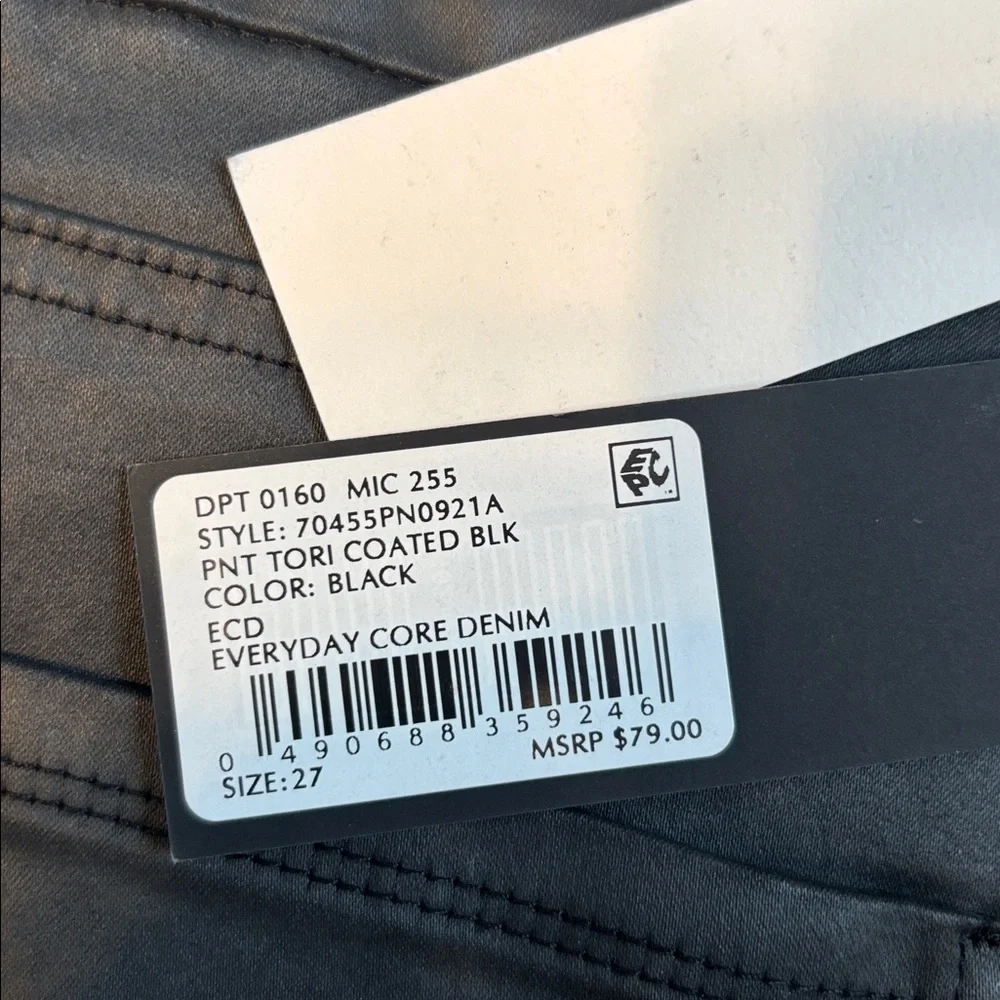 DPT 0160 MIC 255
EPC
STYLE: 70455PN0921A
PNT TORI COATED BLK
COLOR: BLACK
ECD
EVERYDAY CORE DENIM
0 490688 359246
MSRP $79.00
SIZE:27